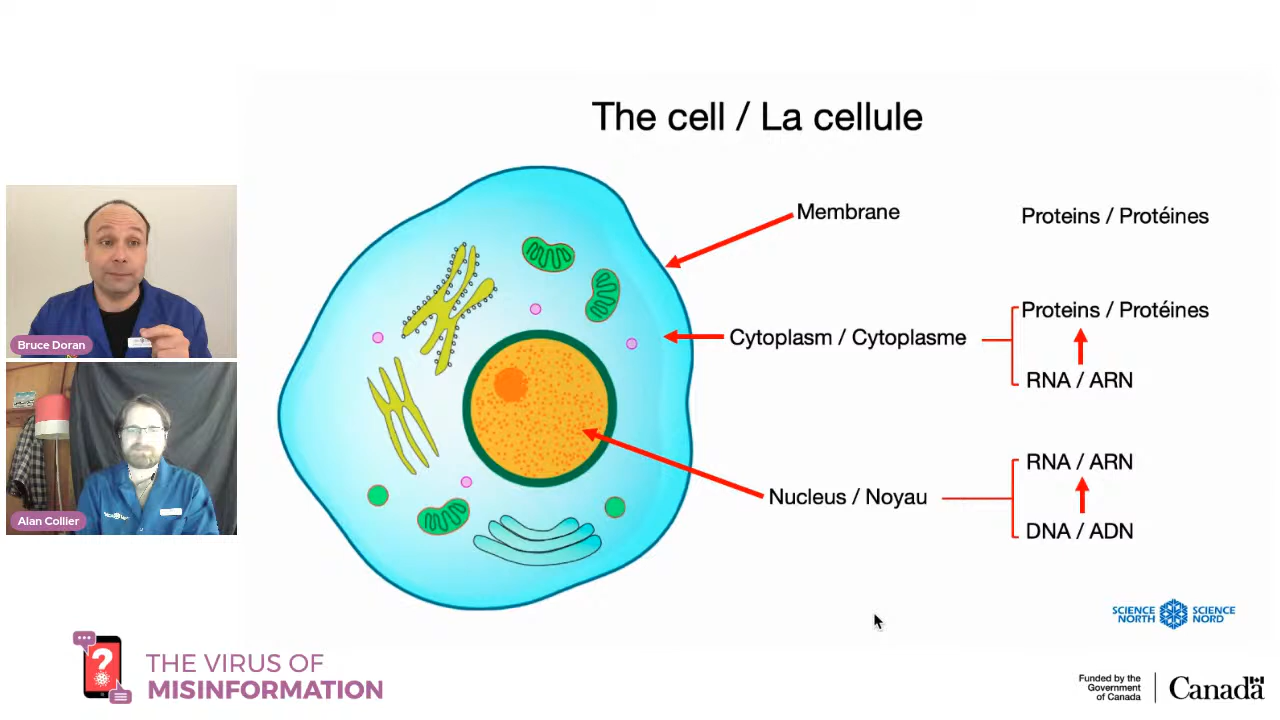 The cell / La cellule
Membrane
Proteins / Protéines
Cytoplasm / Cytoplasme
Proteins / Protéines
RNA / ARN
Nucleus / Noyau
RNA / ARN
DNA / ADN
Bruce Doran
Alan Collier
SCIENCE NORTH
SCIENCE NORD
?
THE VIRUS OF
MISINFORMATION
Funded by the
Government
of Canada
Canada